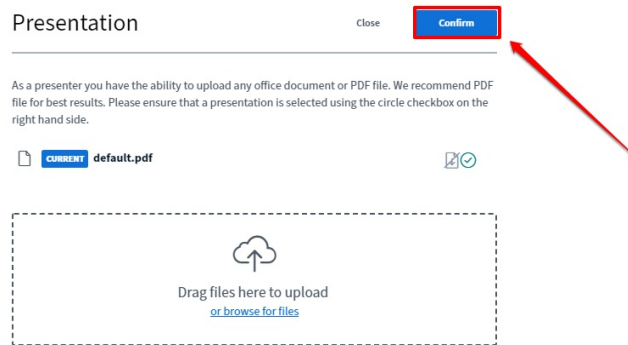 Presentation Close Confirm
As a presenter you have the ability to upload any office document or PDF file. We recommend PDF
file for best results. Please ensure that a presentation is selected using the circle checkbox on the
right hand side.
CURRENT default.pdf
Drag files here to upload
or browse for files